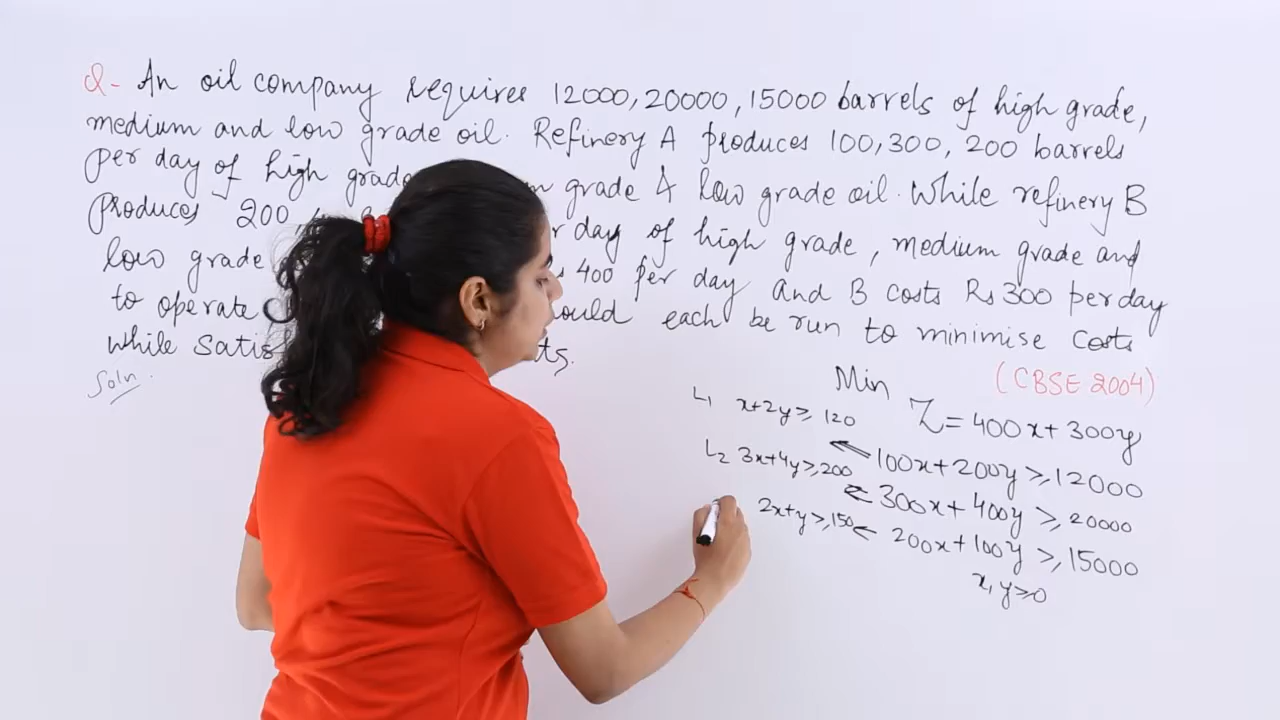 Q- An oil company requires 12000, 20000, 15000 barrels of high grade,
medium and low grade oil. Refinery A produces 100, 300, 200 barrels
per day of high grade grade & low grade oil. While refinery B
produces 200, day of high grade, medium grade and
low grade 400 per day and B costs Rs 300 per day
to operate each be run to minimise costs
while
Soln.
(CBSE 2004)
Min Z = 400x + 300y
L1 x+2y ≥ 120 ⇐ 100x + 200y ≥ 12000
L2 3x+4y ≥ 200 ⇐ 300x + 400y ≥ 20000
2x+y ≥ 150 ← 200x + 100y ≥ 15000
x, y ≥ 0